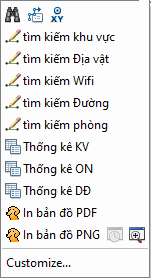 XY
tìm kiếm khu vực
tìm kiếm Địa vật
tìm kiếm Wifi
tìm kiếm Đường
tìm kiếm phòng
Thống kê KV
Thống kê ON
Thống kê DĐ
In bản đồ PDF
In bản đồ PNG
Customize...